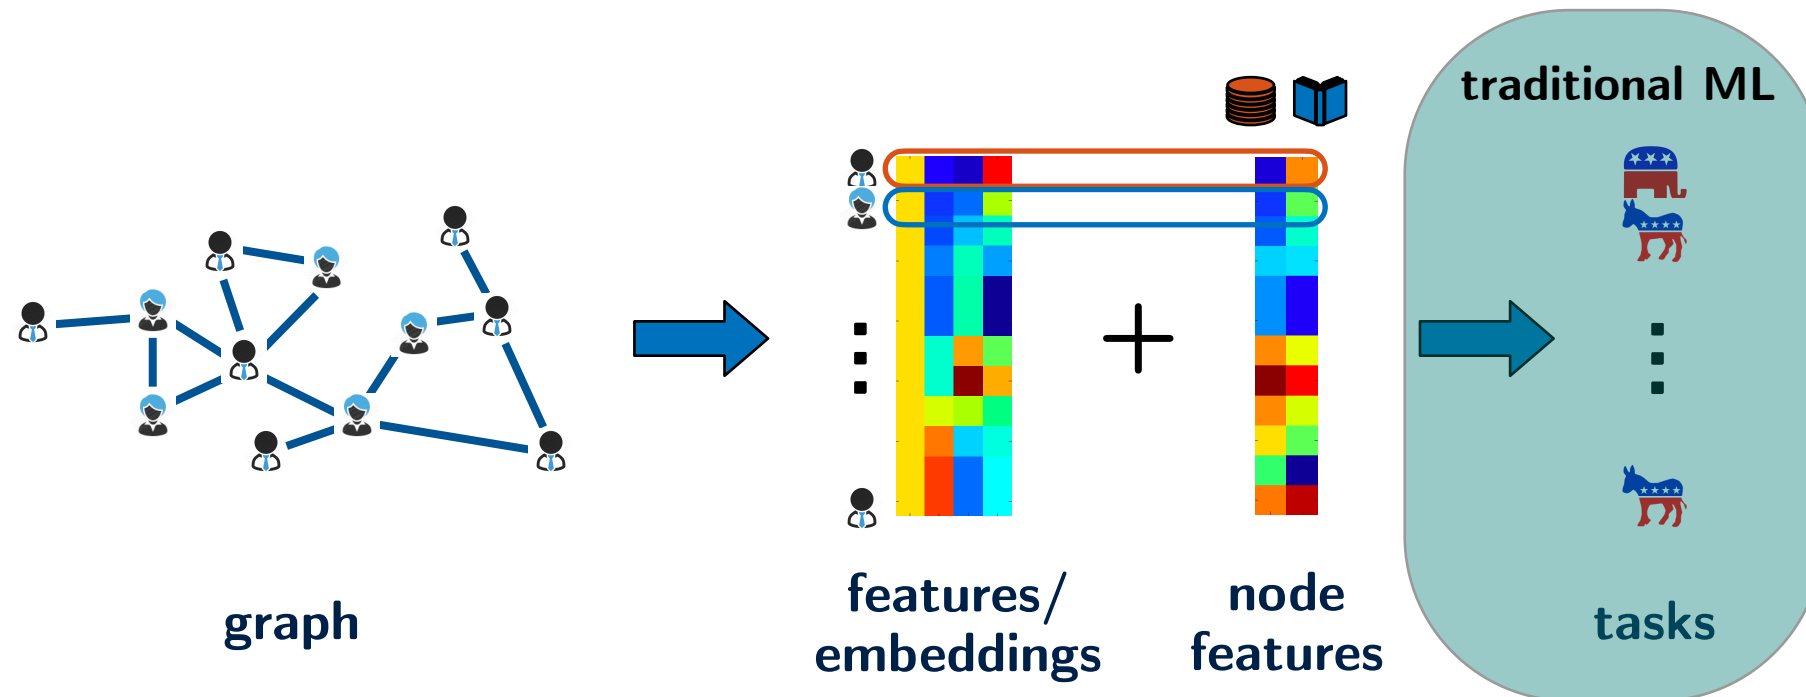 traditional ML
graph
features/
embeddings
node
features
tasks